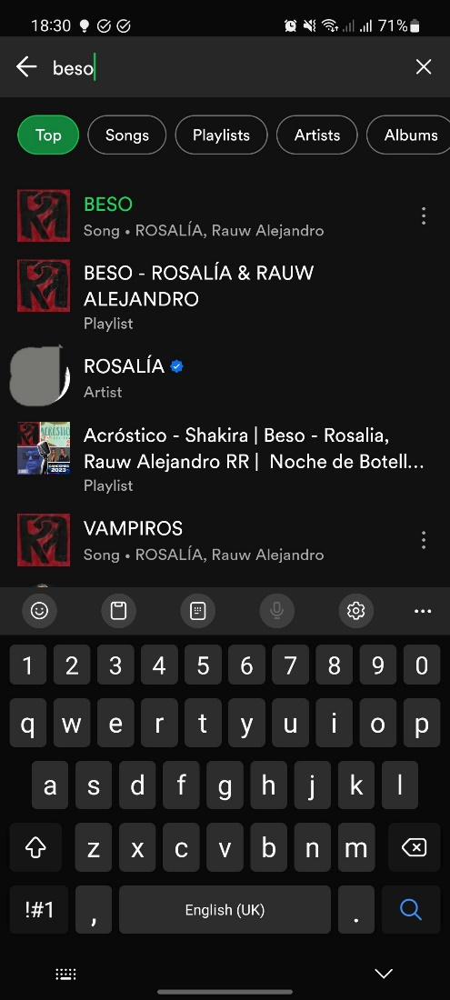 18:30 71%
beso
Top Songs Playlists Artists Albums
BESO
Song • ROSALÍA, Rauw Alejandro
BESO - ROSALÍA & RAUW
ALEJANDRO
Playlist
ROSALÍA
Artist
Acróstico - Shakira | Beso - Rosalia,
Rauw Alejandro RR | Noche de Botell...
Playlist
VAMPIROS
Song • ROSALÍA, Rauw Alejandro
1 2 3 4 5 6 7 8 9 0
q w e r t y u i o p
a s d f g h j k l
z x c v b n m
!#1 , English (UK) .